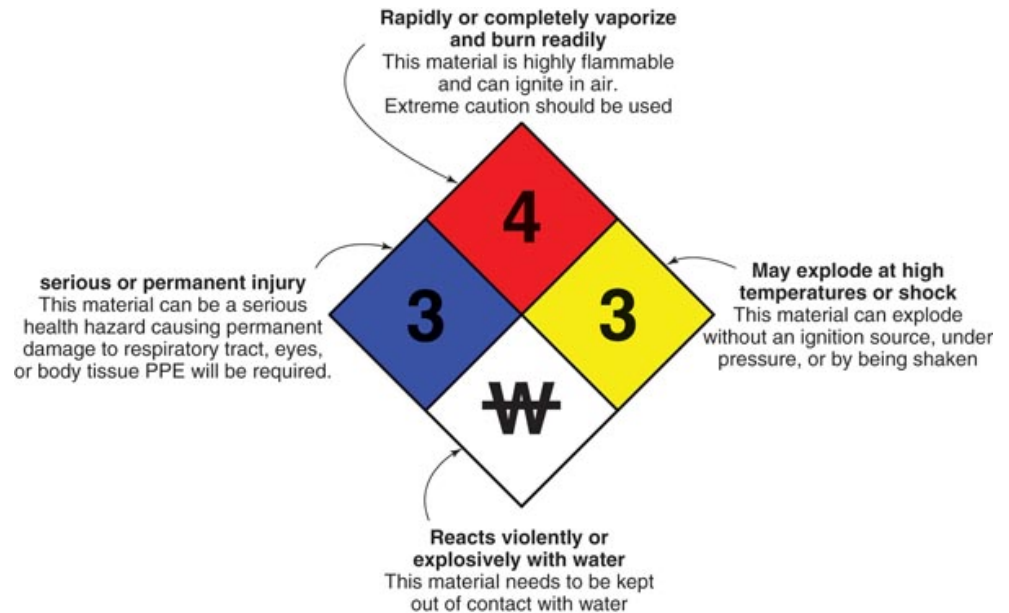 Rapidly or completely vaporize
and burn readily
This material is highly flammable
and can ignite in air.
Extreme caution should be used
4
serious or permanent injury
This material can be a serious
health hazard causing permanent
damage to respiratory tract, eyes,
or body tissue PPE will be required.
3
3
May explode at high
temperatures or shock
This material can explode
without an ignition source, under
pressure, or by being shaken
W
Reacts violently or
explosively with water
This material needs to be kept
out of contact with water